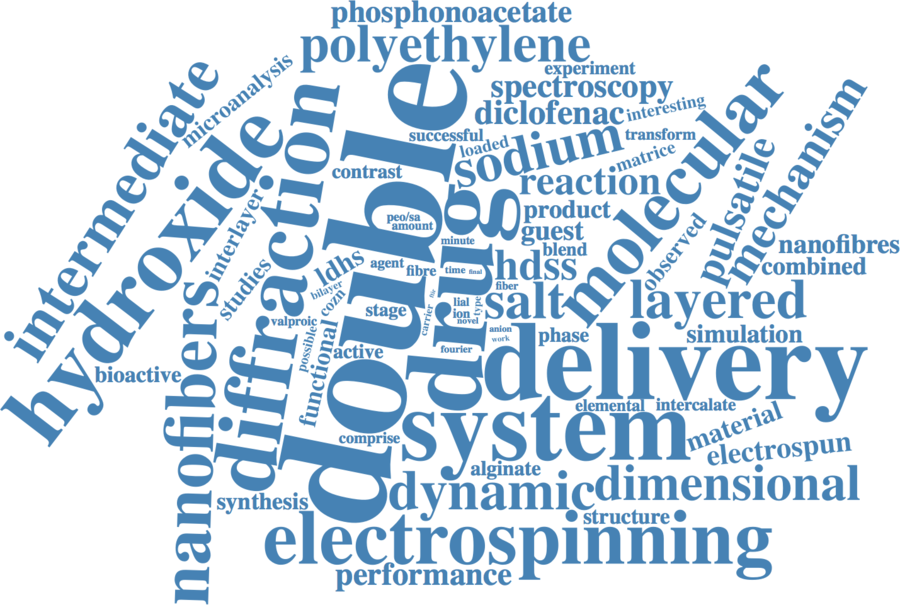 phosphonoacetate
polyethylene
experiment
spectroscopy
microanalysis
intermediate
diclofenac
interesting
double
molecular
mechanism
hydroxide
diffraction
successful
loaded
sodium
transform
matrice
contrast
reaction
pulsatile
drug
interlayer
product
peo/sa
amount
guest
minute
observed
nanofibres
combined
blend
studies
ldhs
agent
fibre
time
final
hdss
bilayer
cozn
fiber
salt
layered
stage
carrier
lial
ion
novel
type
valproic
possible
functional
active
fourier
anion
work
phase
simulation
bioactive
nanofibers
delivery
elemental
intercalate
system
comprise
material
electrospun
alginate
dynamic
dimensional
synthesis
structure
electrospinning
performance